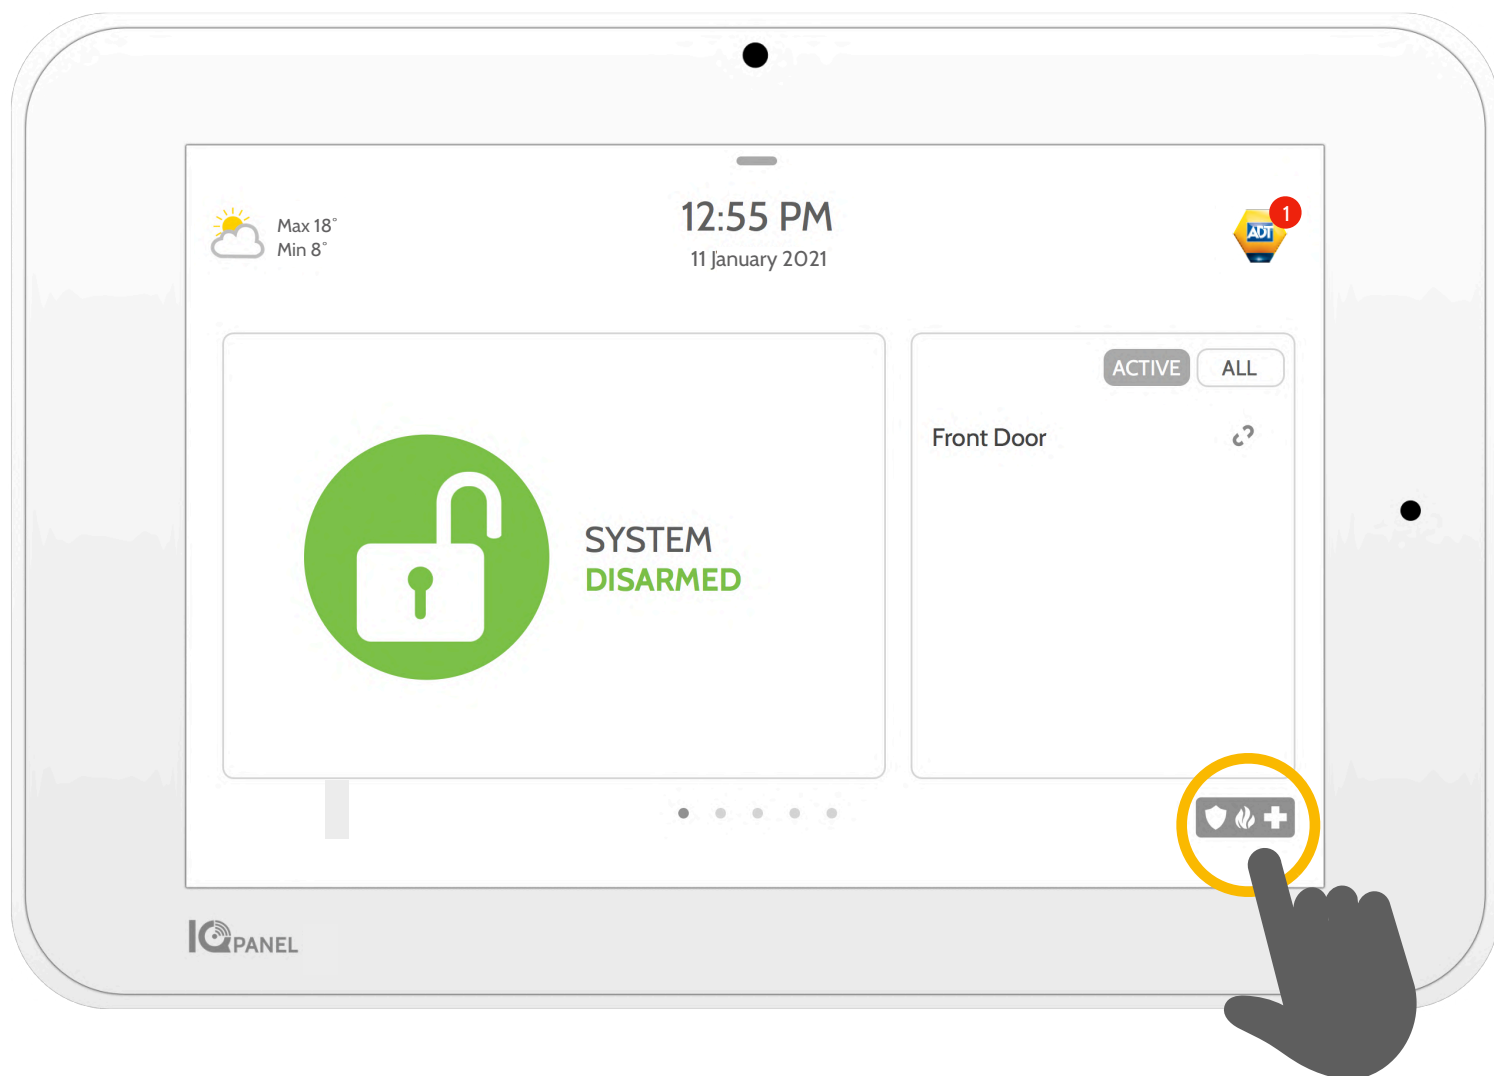 Max 18°
Min 8°
12:55 PM
11 January 2021
ADT
1
ACTIVE
ALL
Front Door
SYSTEM
DISARMED
IQ PANEL